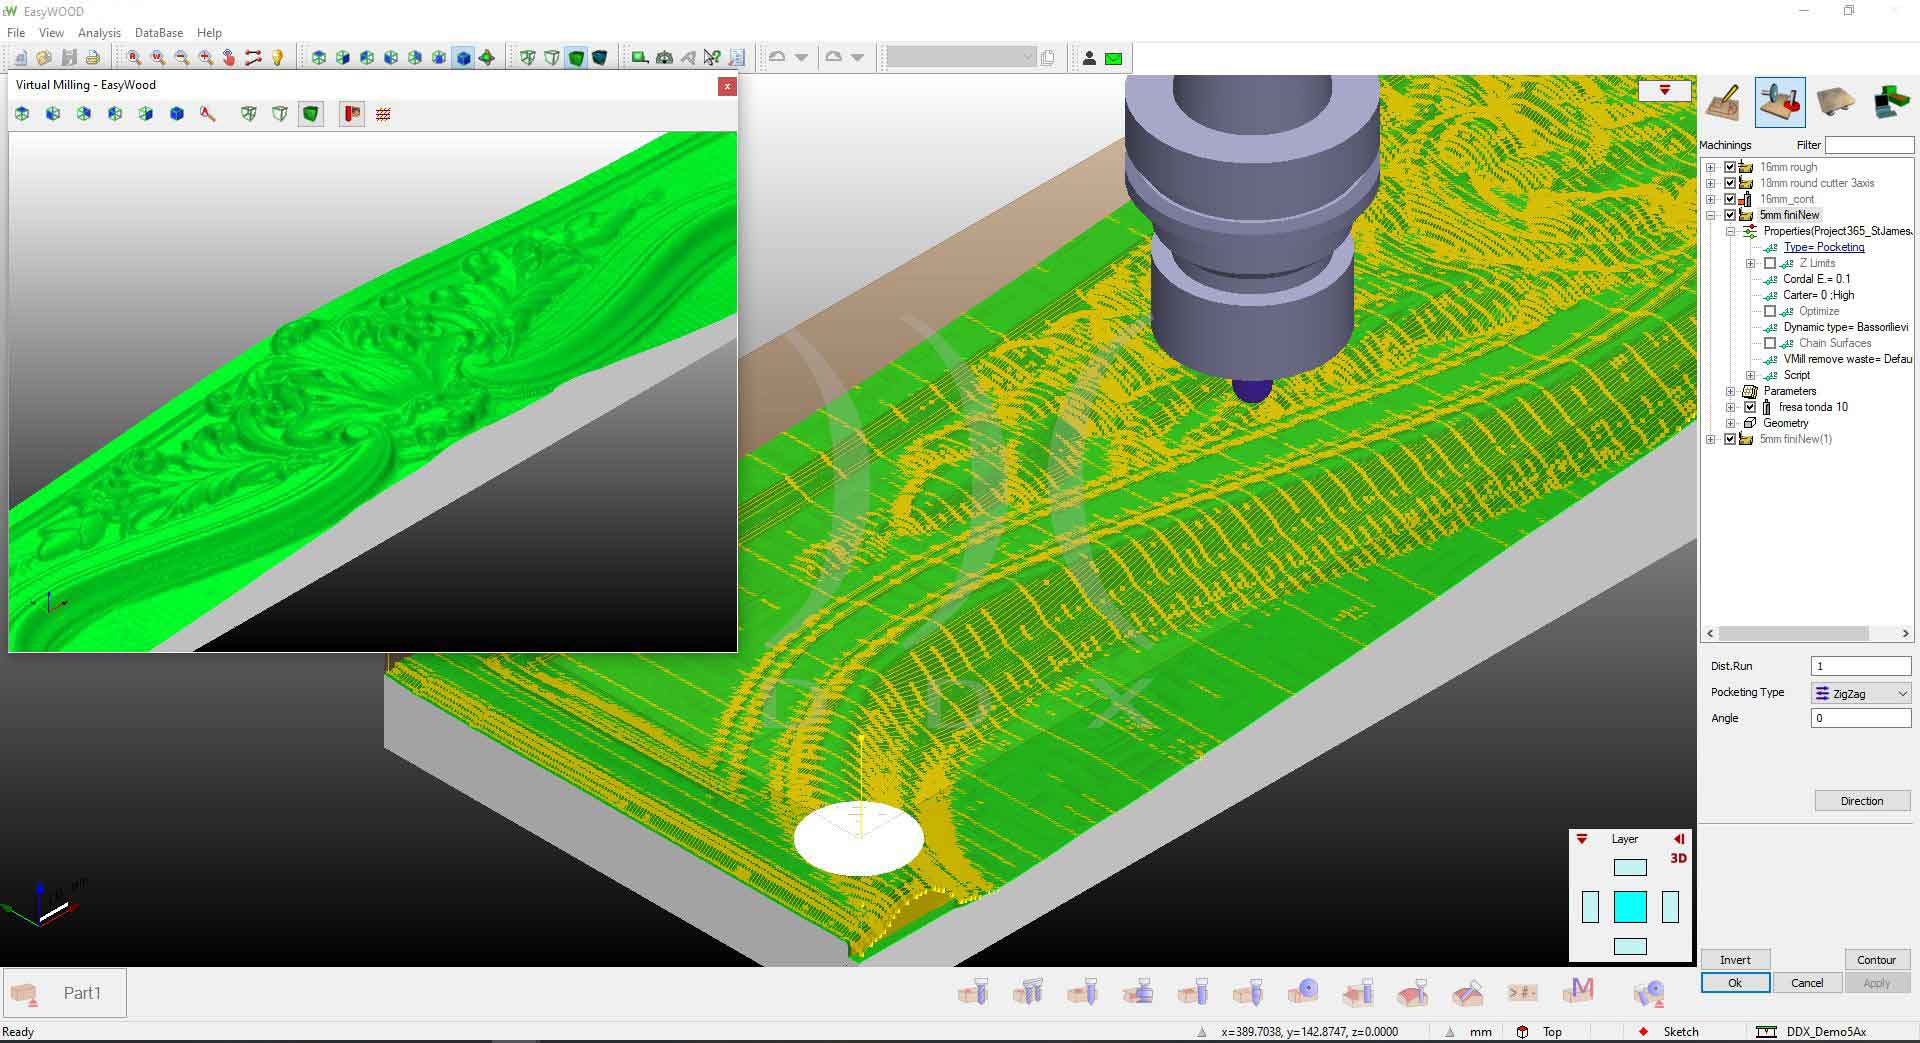 EasyWOOD
File View Analysis DataBase Help
Virtual Milling - EasyWood
Machinings Filter
16mm rough
18mm round cutter 3axis
16mm_cont
5mm finiNew
Properties(Project365_StJames
Type= Pocketing
Z Limits
Cordal E.= 0.1
Carter= 0 ;High
Optimize
Dynamic type= Bassorilievi
Chain Surfaces
VMill remove waste= Defau
Script
Parameters
fresa tonda 10
Geometry
5mm finiNew(1)
Dist.Run 1
Pocketing Type ZigZag
Angle 0
Direction
DDX
Layer
3D
Invert Contour
Ok Cancel Apply
Part1
>#-
M
Ready x=389.7038, y=142.8747, z=0.0000 mm Top Sketch DDX_Demo5Ax